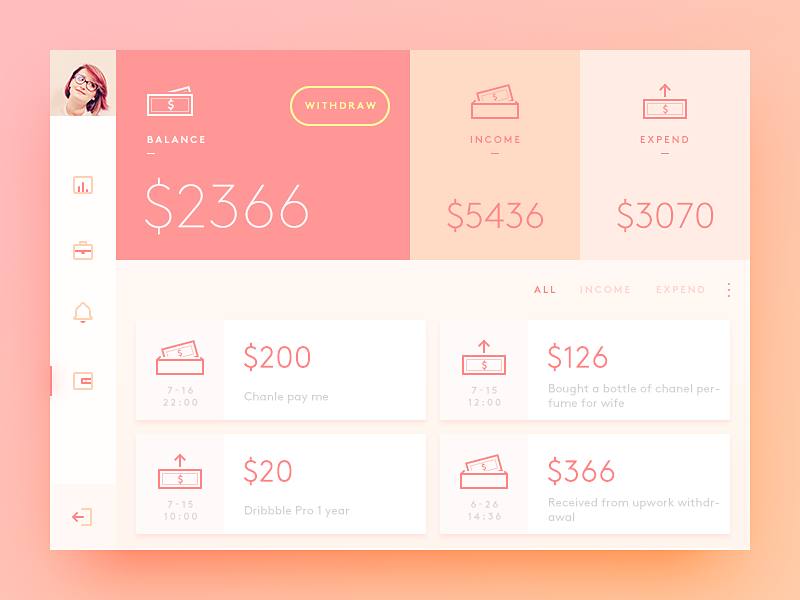 WITHDRAW
BALANCE
$2366
INCOME
$5436
EXPEND
$3070
ALL INCOME EXPEND
$200
7-16
22:00
Chanle pay me
$126
7-15
12:00
Bought a bottle of chanel per-
fume for wife
$20
7-15
10:00
Dribbble Pro 1 year
$366
6-26
14:36
Received from upwork withdr-
awal